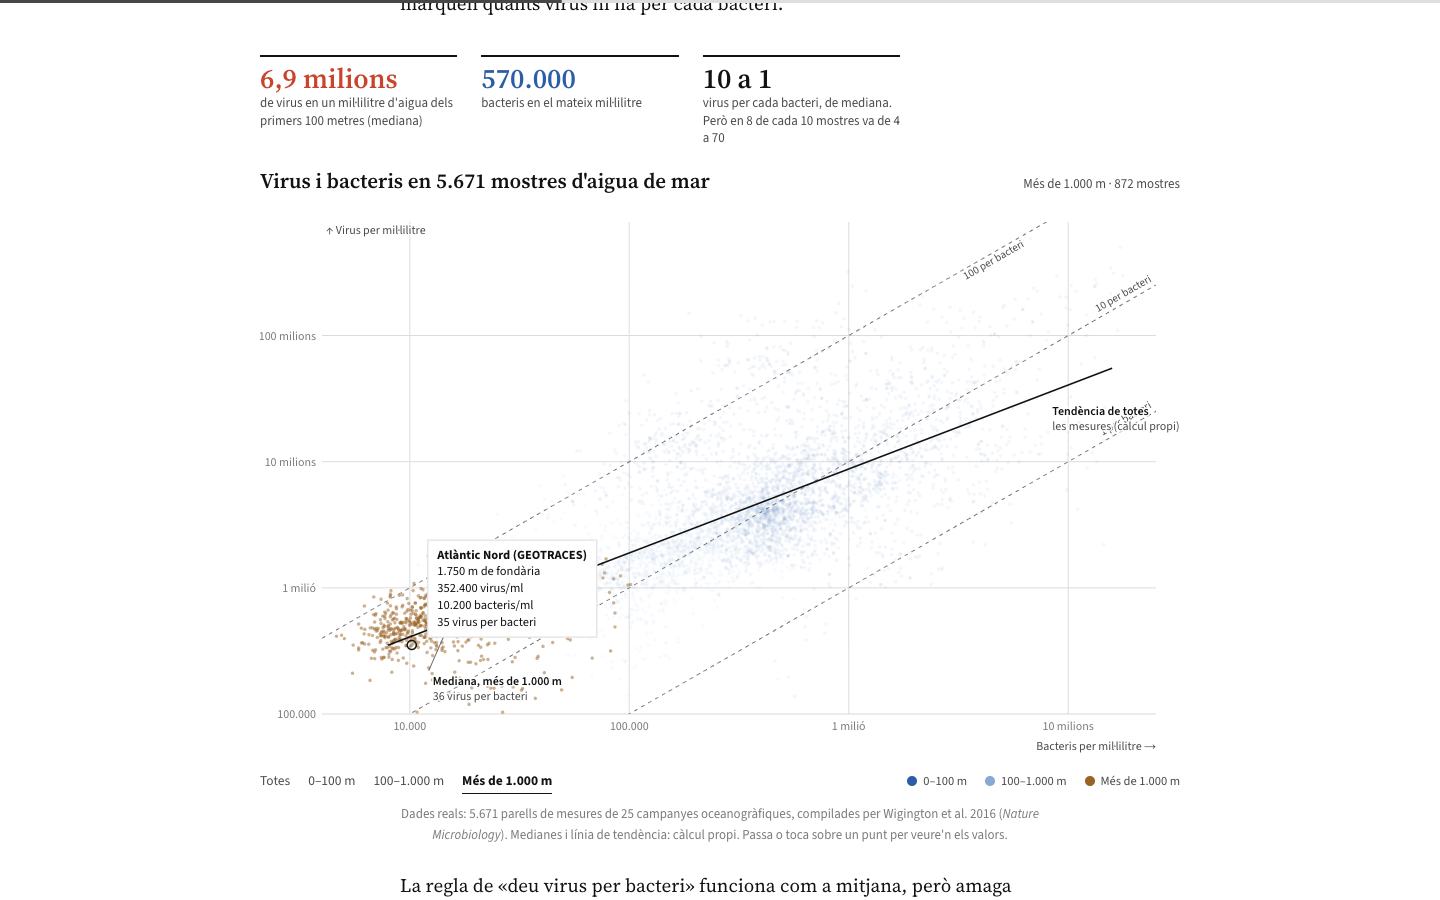 marquen quants virus hi ha per cada bacteri.
6,9 milions
de virus en un mil·lilitre d'aigua dels
primers 100 metres (mediana)
570.000
bacteris en el mateix mil·lilitre
10 a 1
virus per cada bacteri, de mediana.
Però en 8 de cada 10 mostres va de 4
a 70
Virus i bacteris en 5.671 mostres d'aigua de mar
Més de 1.000 m · 872 mostres
↑ Virus per mil·lilitre
100 per bacteri
10 per bacteri
100 milions
Tendència de totes
les mesures (càlcul propi)
10 milions
Atlàntic Nord (GEOTRACES)
1.750 m de fondària
352.400 virus/ml
10.200 bacteris/ml
35 virus per bacteri
1 milió
Mediana, més de 1.000 m
36 virus per bacteri
100.000
10.000
100.000
1 milió
10 milions
Bacteris per mil·lilitre →
Totes 0–100 m 100–1.000 m Més de 1.000 m
0–100 m 100–1.000 m Més de 1.000 m
Dades reals: 5.671 parells de mesures de 25 campanyes oceanogràfiques, compilades per Wigington et al. 2016 (Nature
Microbiology). Medianes i línia de tendència: càlcul propi. Passa o toca sobre un punt per veure'n els valors.
La regla de «deu virus per bacteri» funciona com a mitjana, però amaga